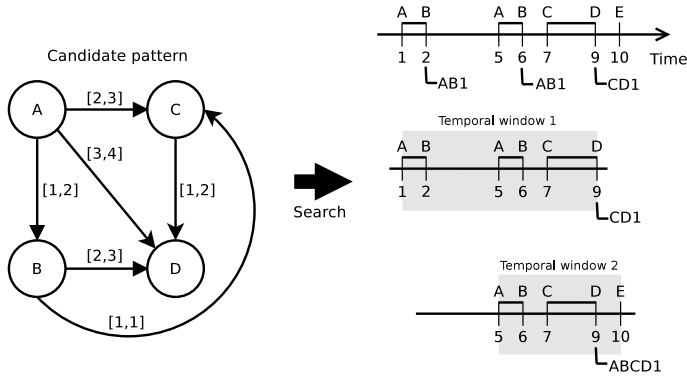 Candidate pattern
A
[2,3]
C
[3,4]
[1,2]
[1,2]
B
[2,3]
D
[1,1]
Search
A B A B C D E
1 2 5 6 7 9 10
Time
AB1 AB1 CD1
Temporal window 1
A B A B C D
1 2 5 6 7 9
CD1
Temporal window 2
A B C D E
5 6 7 9 10
ABCD1